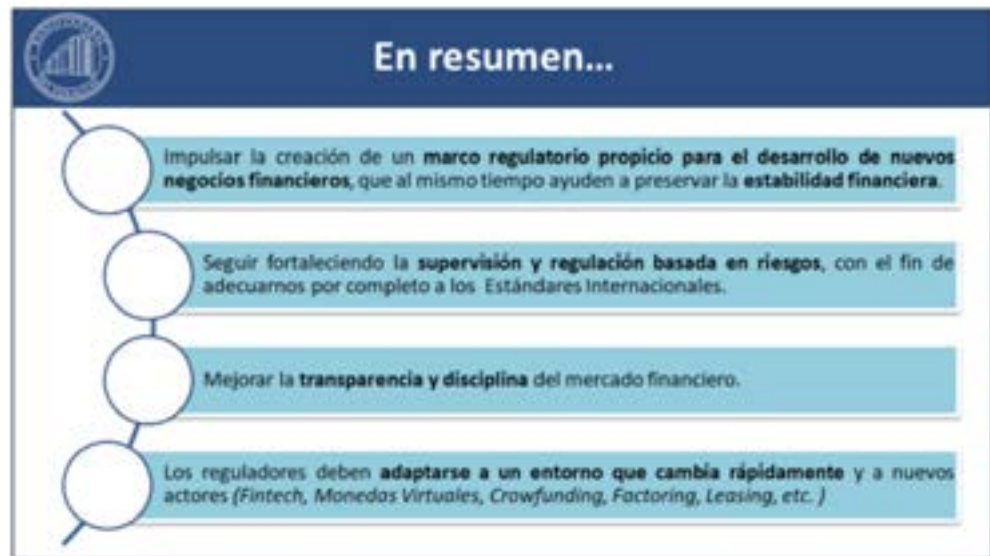 En resumen...
Impulsar la creación de un marco regulatorio propicio para el desarrollo de nuevos
negocios financieros, que al mismo tiempo ayuden a preservar la estabilidad financiera.
Seguir fortaleciendo la supervisión y regulación basada en riesgos, con el fin de
adecuarnos por completo a los Estándares Internacionales.
Mejorar la transparencia y disciplina del mercado financiero.
Los reguladores deben adaptarse a un entorno que cambia rápidamente y a nuevos
actores (Fintech, Monedas Virtuales, Crowfunding, Factoring, Leasing, etc. )